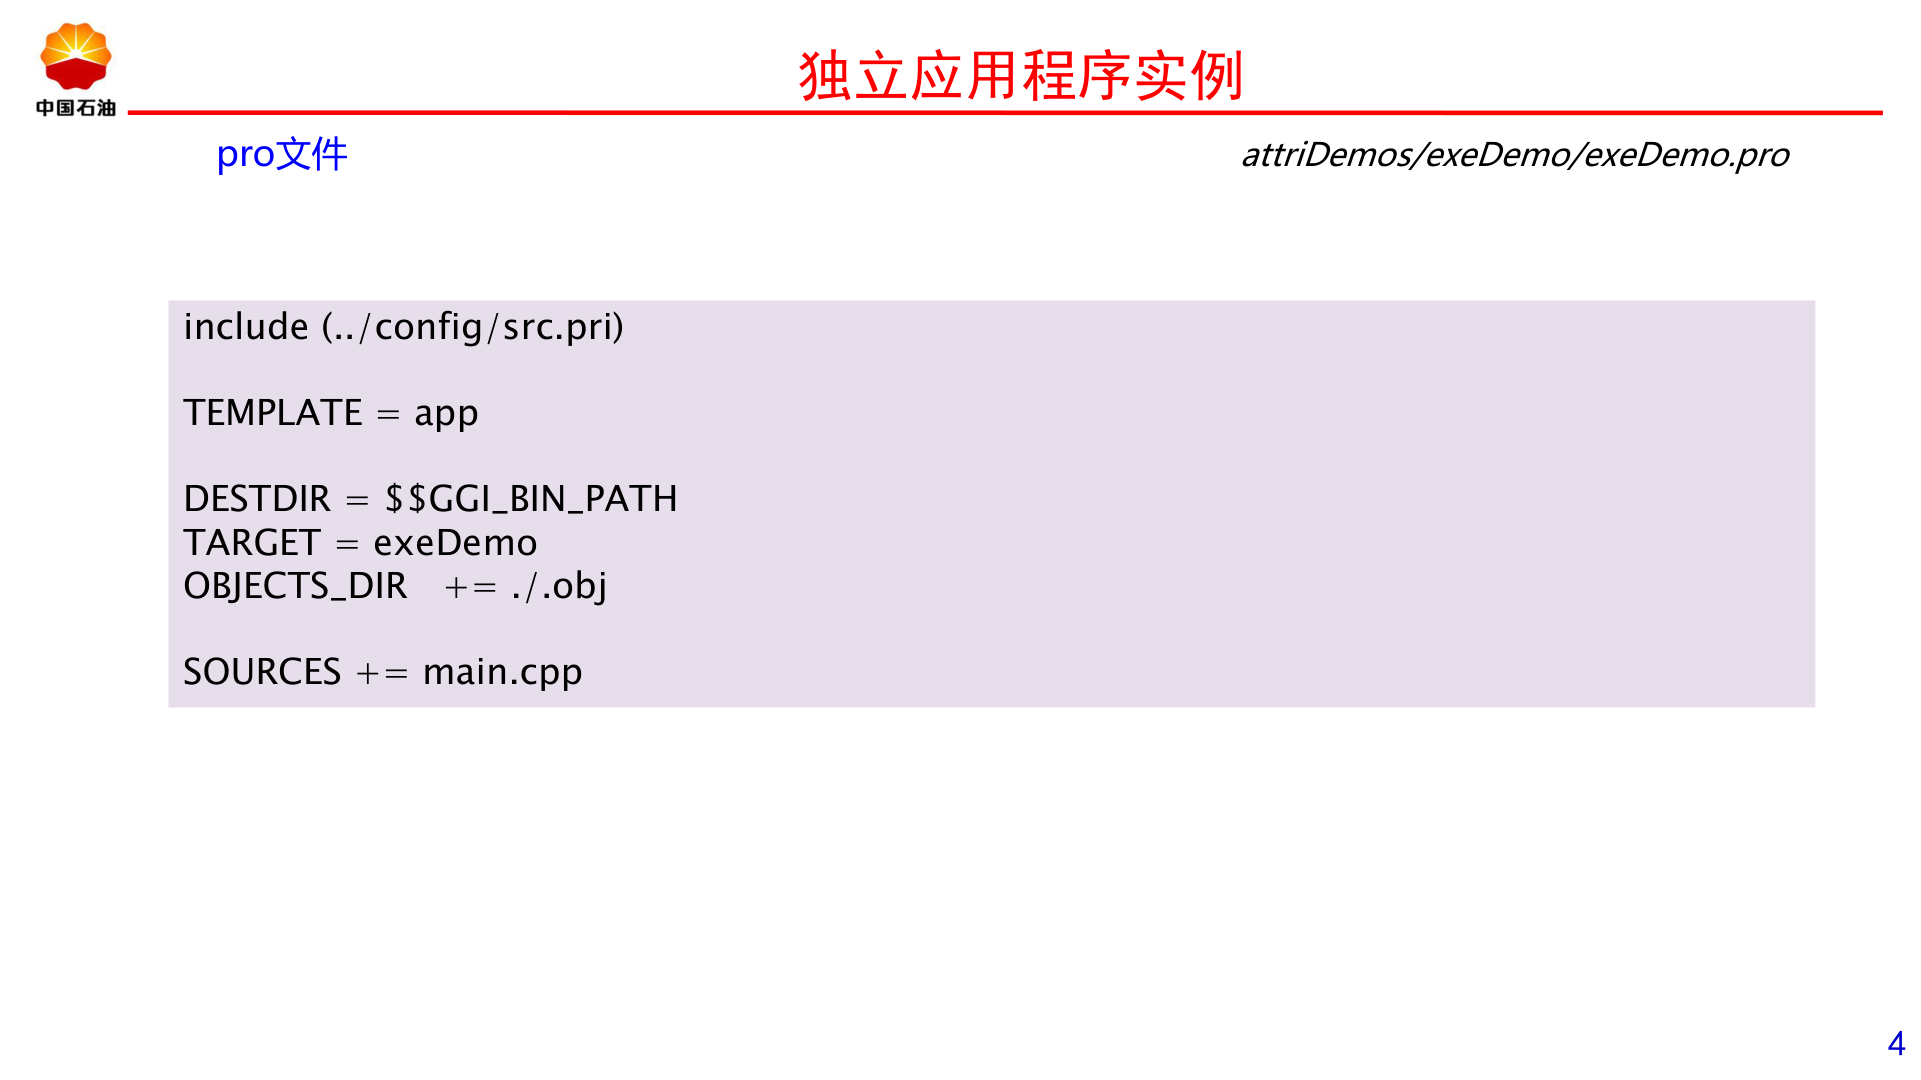 中国石油
独立应用程序实例
pro文件
attriDemos/exeDemo/exeDemo.pro
include (../config/src.pri)
TEMPLATE = app
DESTDIR = $$GGI_BIN_PATH
TARGET = exeDemo
OBJECTS_DIR   += ./.obj
SOURCES += main.cpp
4